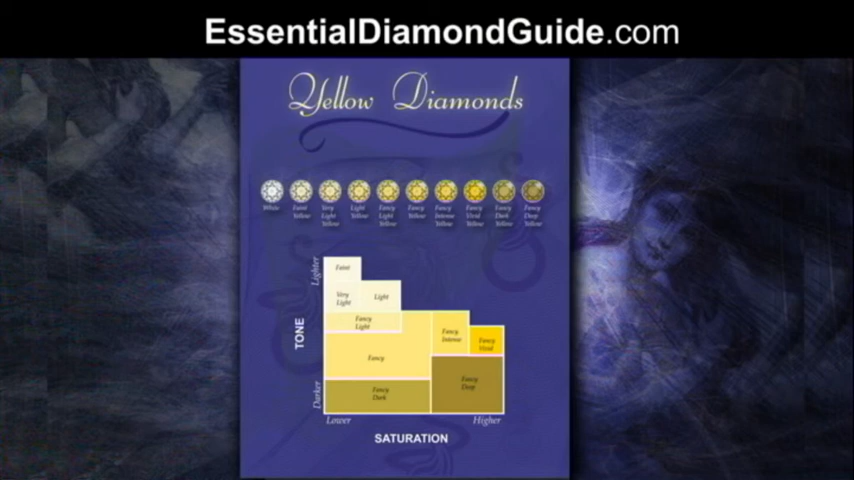 EssentialDiamondGuide.com
Yellow Diamonds
White
Faint
Yellow
Very
Light
Yellow
Light
Yellow
Fancy
Light
Yellow
Fancy
Yellow
Fancy
Intense
Yellow
Fancy
Vivid
Yellow
Fancy
Dark
Yellow
Fancy
Deep
Yellow
TONE
Lighter
Darker
Faint
Very
Light
Light
Fancy
Light
Fancy
Intense
Fancy
Vivid
Fancy
Fancy
Dark
Fancy
Deep
Lower
Higher
SATURATION